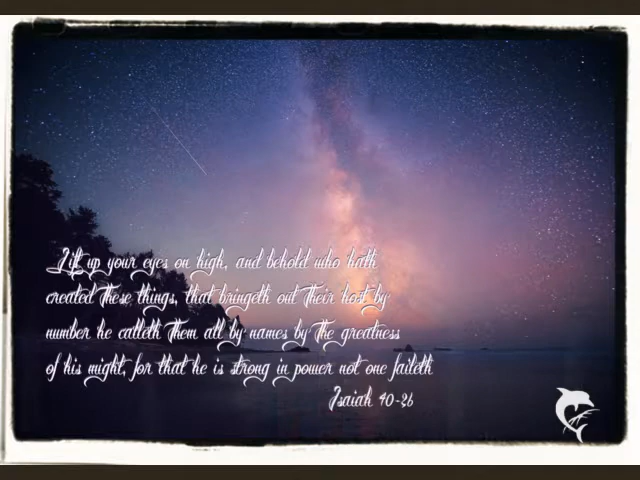 Lift up your eyes on high, and behold who hath
created these things, that bringeth out their host by
number he calleth them all by names by the greatness
of his might, for that he is strong in power not one faileth
Isaiah 40-26